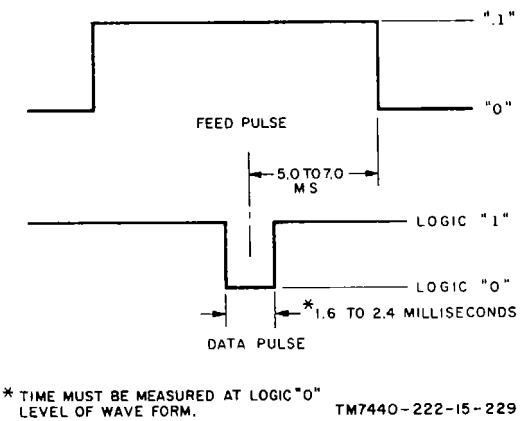 ".1"
"0"
FEED PULSE
5.0 TO 7.0
MS
LOGIC "1"
LOGIC "0"
*1.6 TO 2.4 MILLISECONDS
DATA PULSE
* TIME MUST BE MEASURED AT LOGIC "0"
LEVEL OF WAVE FORM.
TM7440-222-15-229